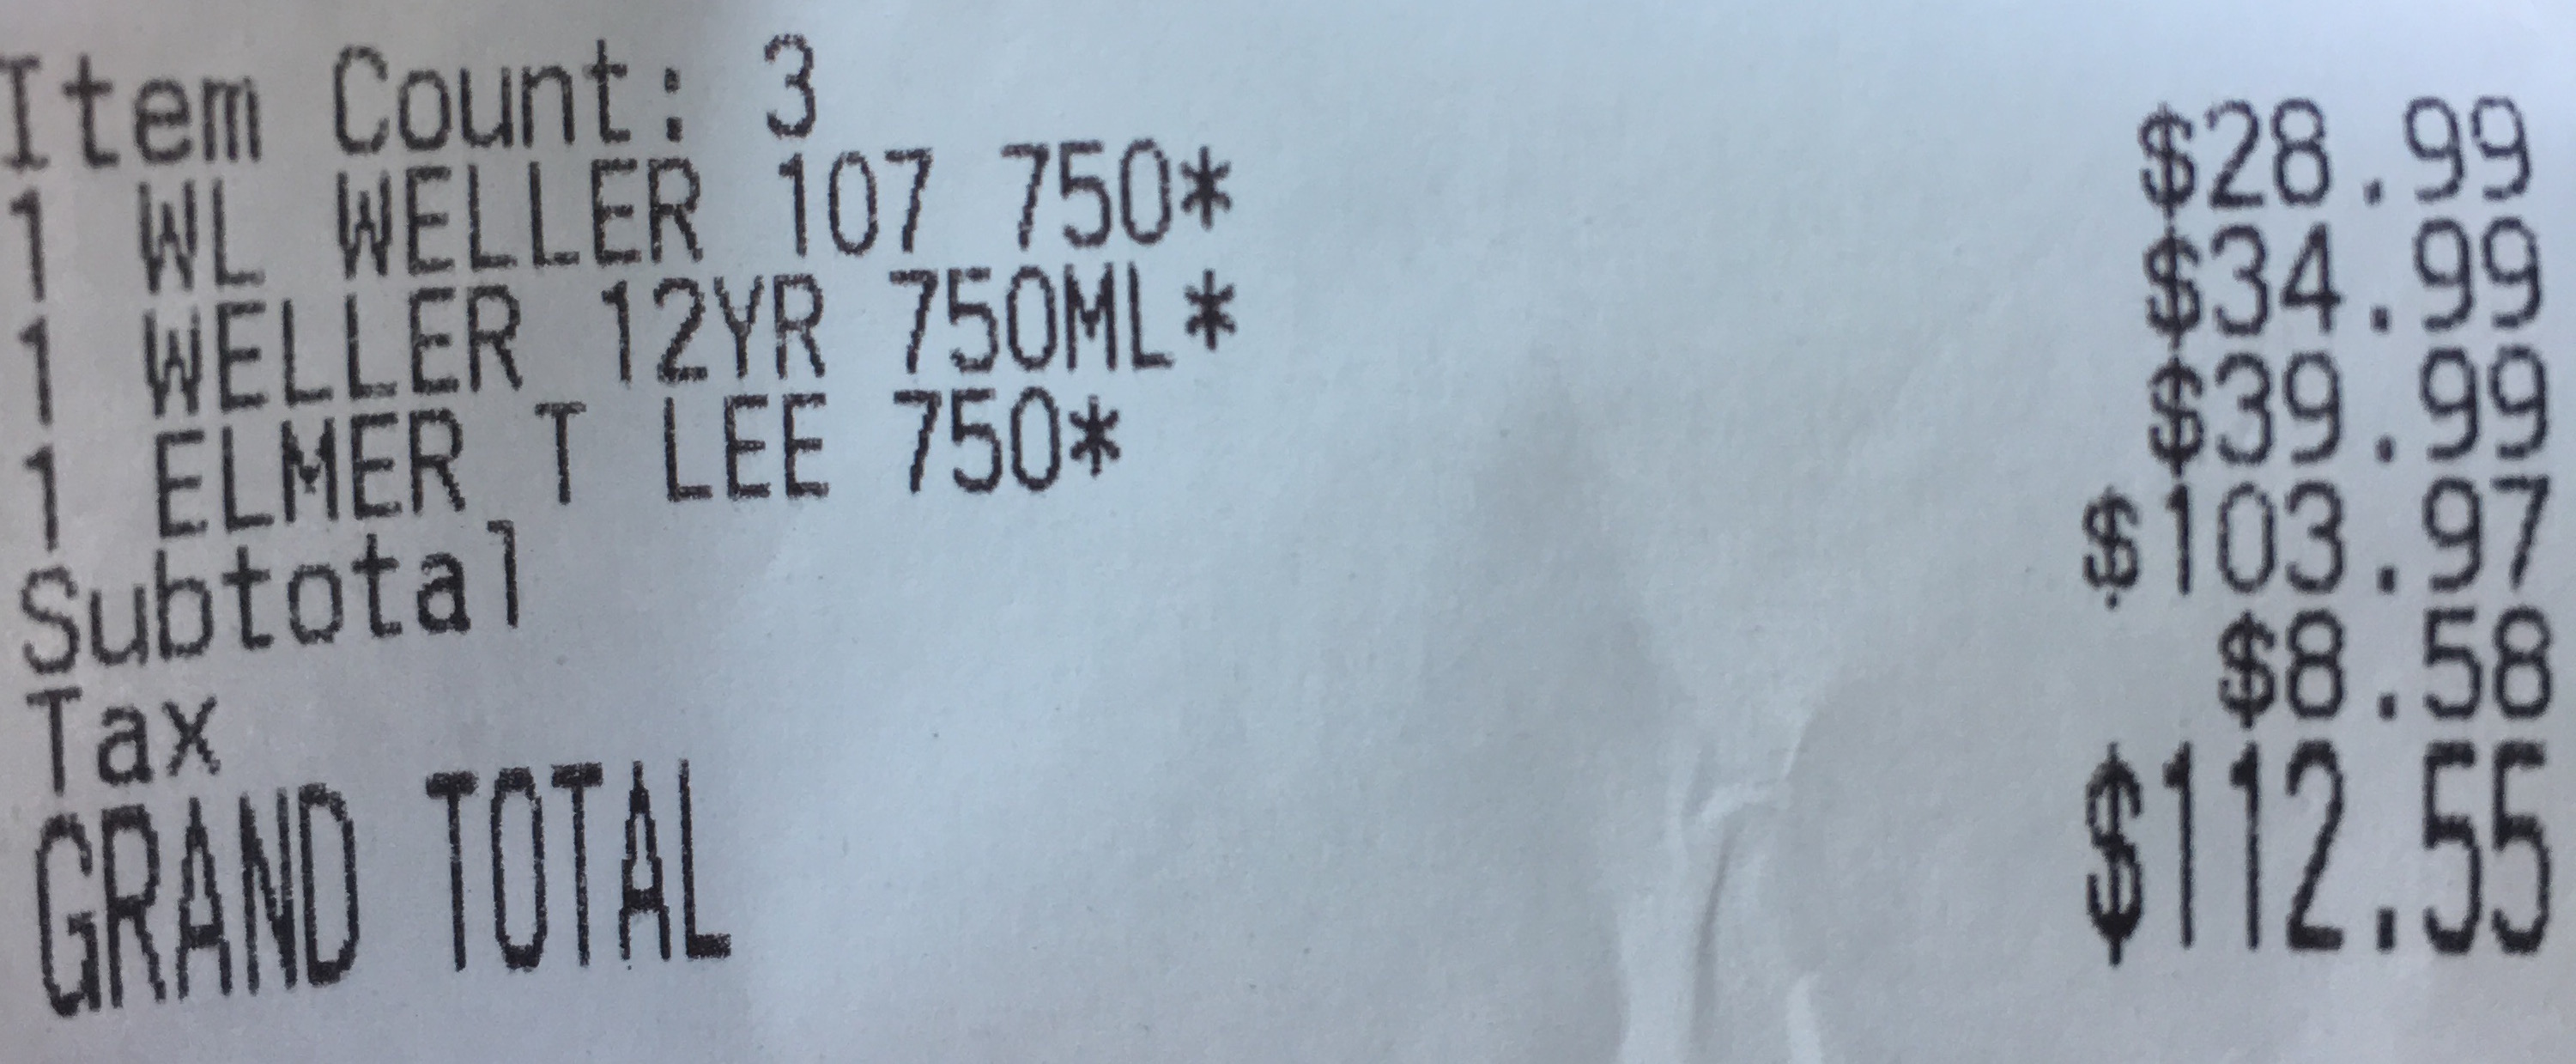 Item Count: 3
1 WL WELLER 107 750* $28.99
1 WELLER 12YR 750ML* $34.99
1 ELMER T LEE 750* $39.99
Subtotal $103.97
Tax $8.58
GRAND TOTAL $112.55